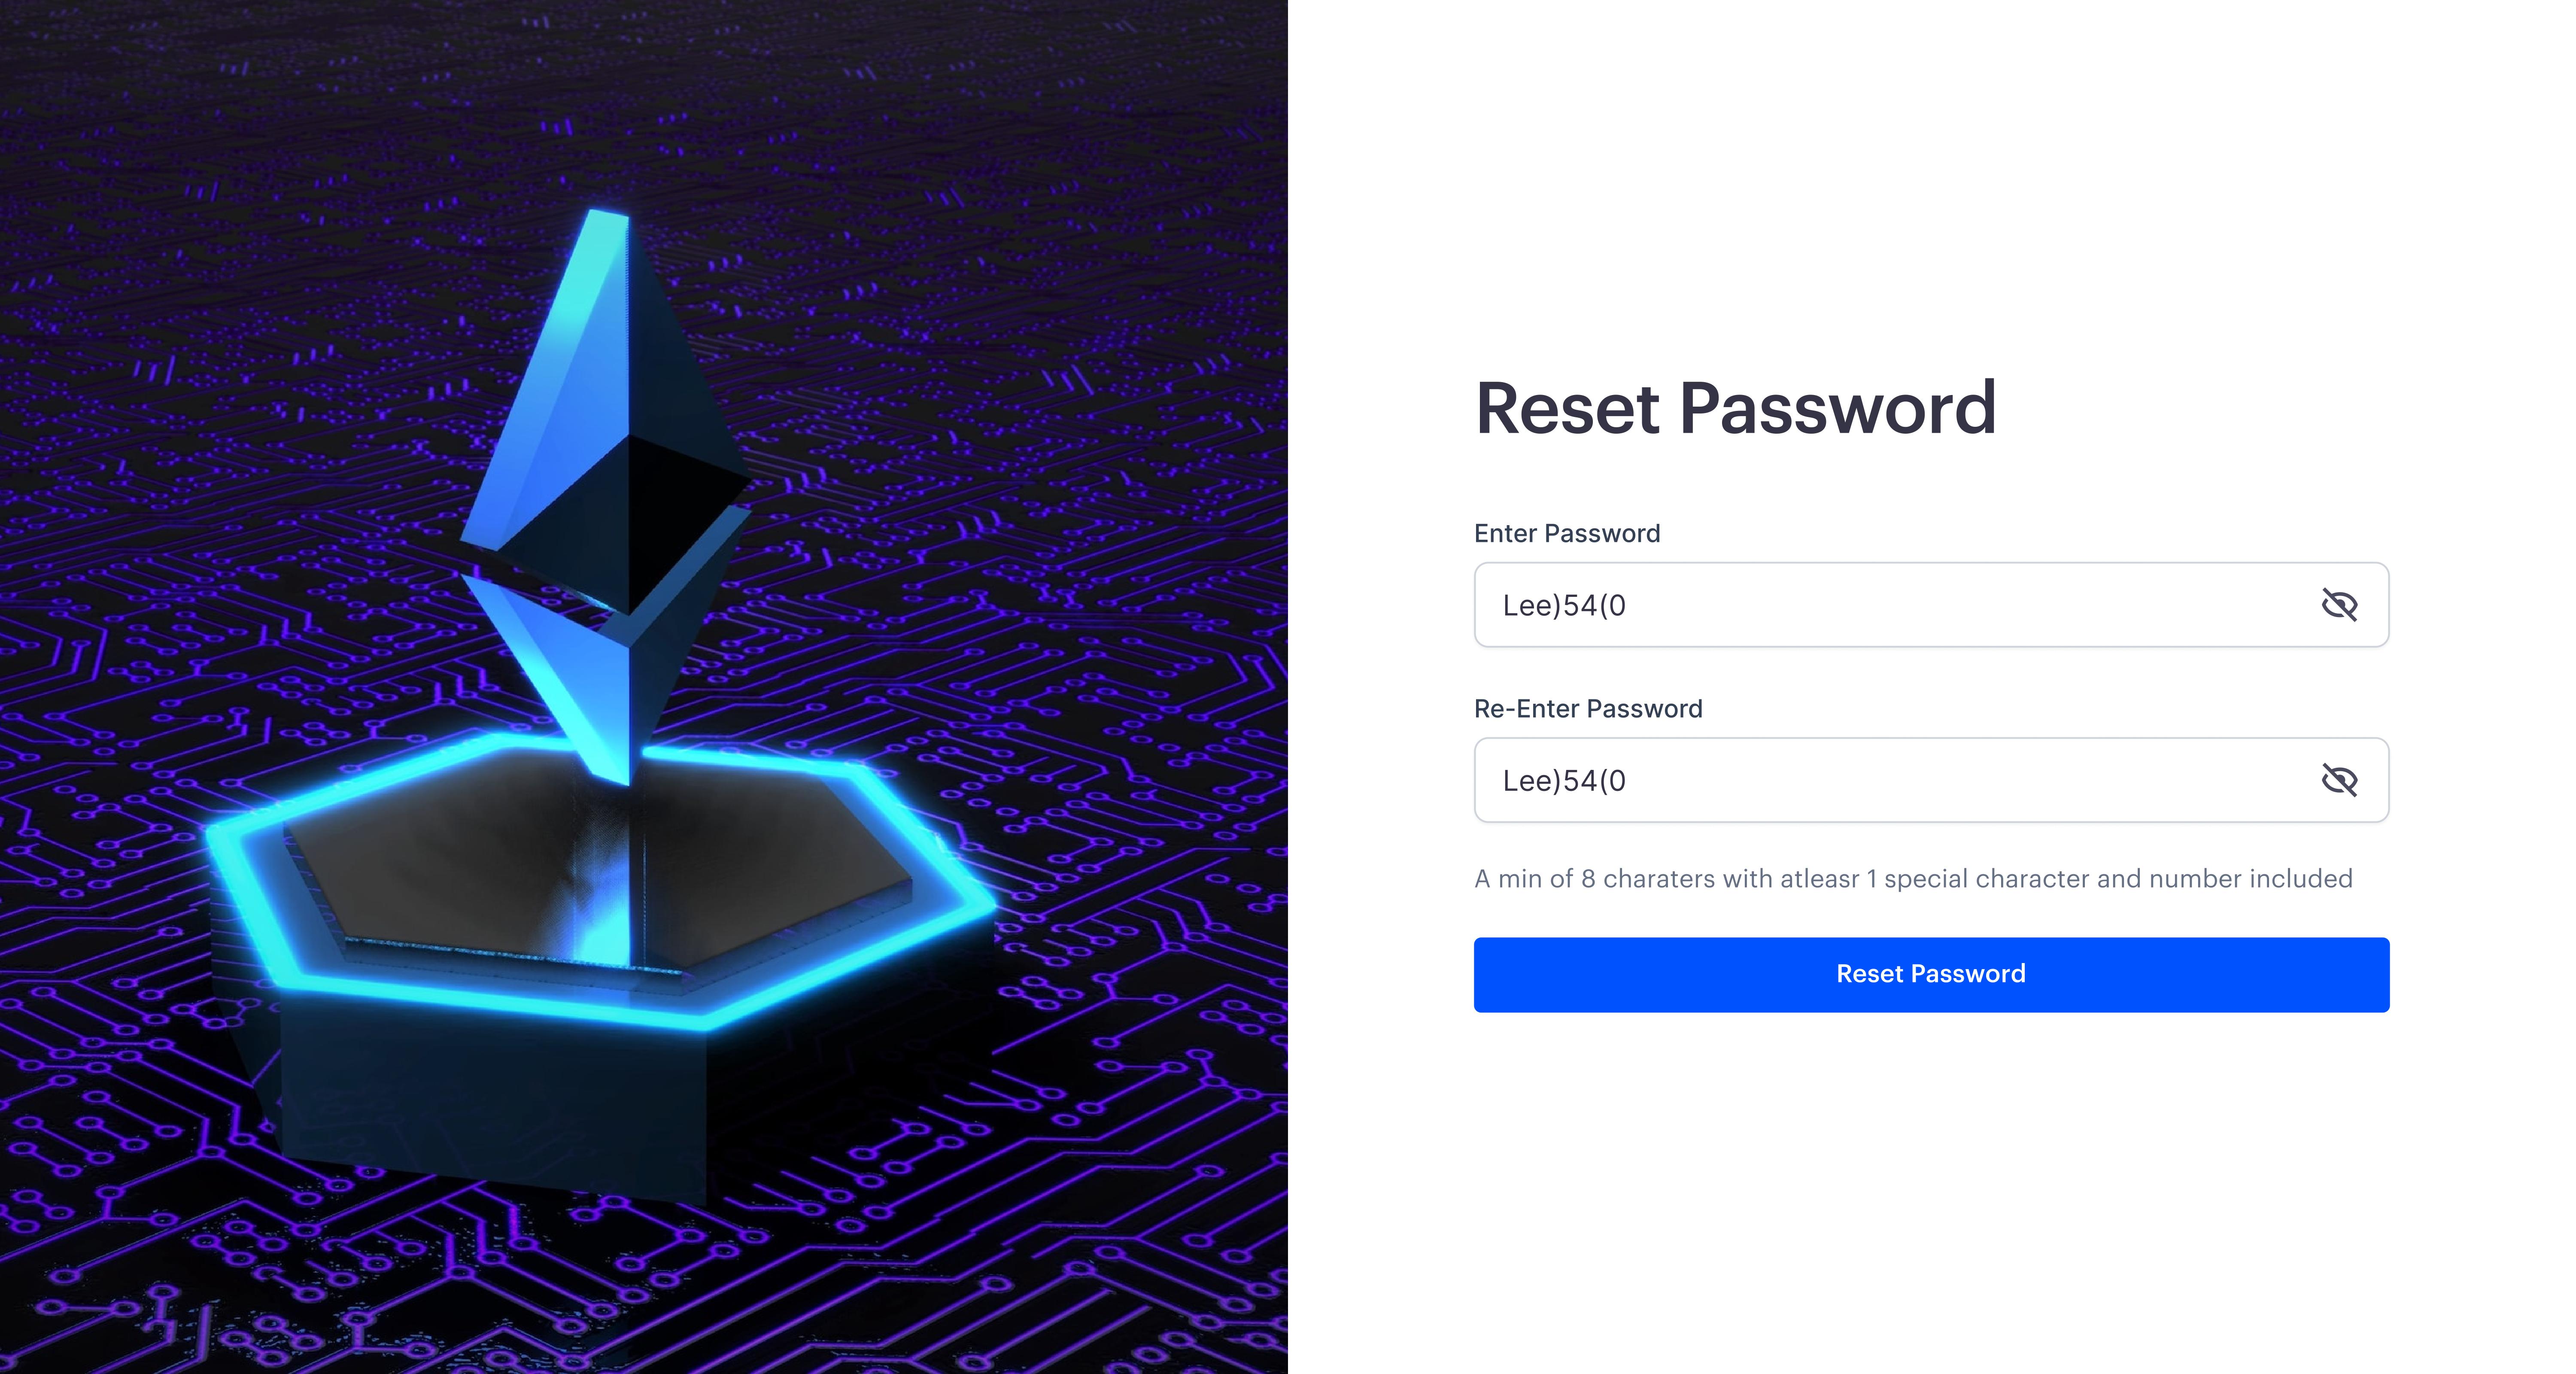 Reset Password
Enter Password
Lee)54(0
Re-Enter Password
Lee)54(0
A min of 8 charaters with atleasr 1 special character and number included
Reset Password